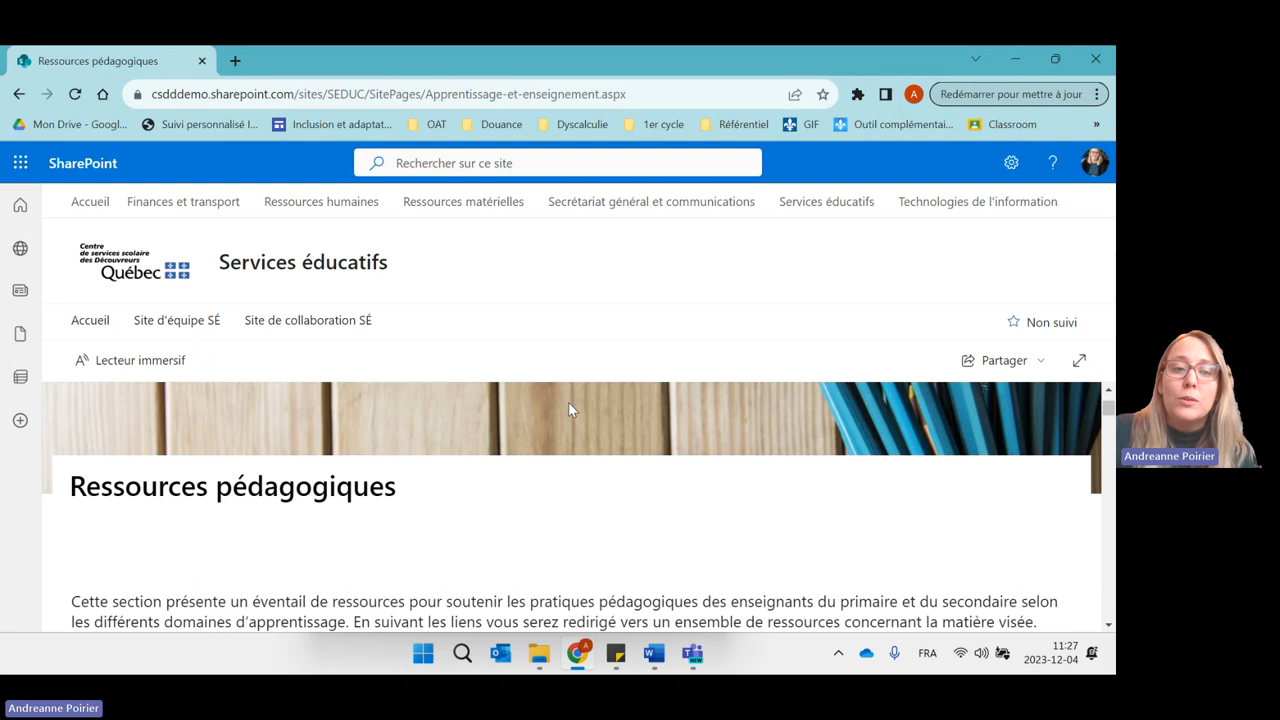 Ressources pédagogiques
csdddemo.sharepoint.com/sites/SEDUC/SitePages/Apprentissage-et-enseignement.aspx
A
Redémarrer pour mettre à jour
Mon Drive - Googl...
Suivi personnalisé I...
Inclusion et adaptat...
OAT
Douance
Dyscalculie
1er cycle
Référentiel
GIF
Outil complémentai...
Classroom
»
SharePoint
Rechercher sur ce site
?
Accueil
Finances et transport
Ressources humaines
Ressources matérielles
Secrétariat général et communications
Services éducatifs
Technologies de l'information
Centre
de services scolaire
des Découvreurs
Québec
Services éducatifs
Accueil
Site d'équipe SÉ
Site de collaboration SÉ
Non suivi
Lecteur immersif
Partager
Ressources pédagogiques
Cette section présente un éventail de ressources pour soutenir les pratiques pédagogiques des enseignants du primaire et du secondaire selon
les différents domaines d'apprentissage. En suivant les liens vous serez redirigé vers un ensemble de ressources concernant la matière visée.
Andreanne Poirier
FRA
11:27
2023-12-04
Andreanne Poirier